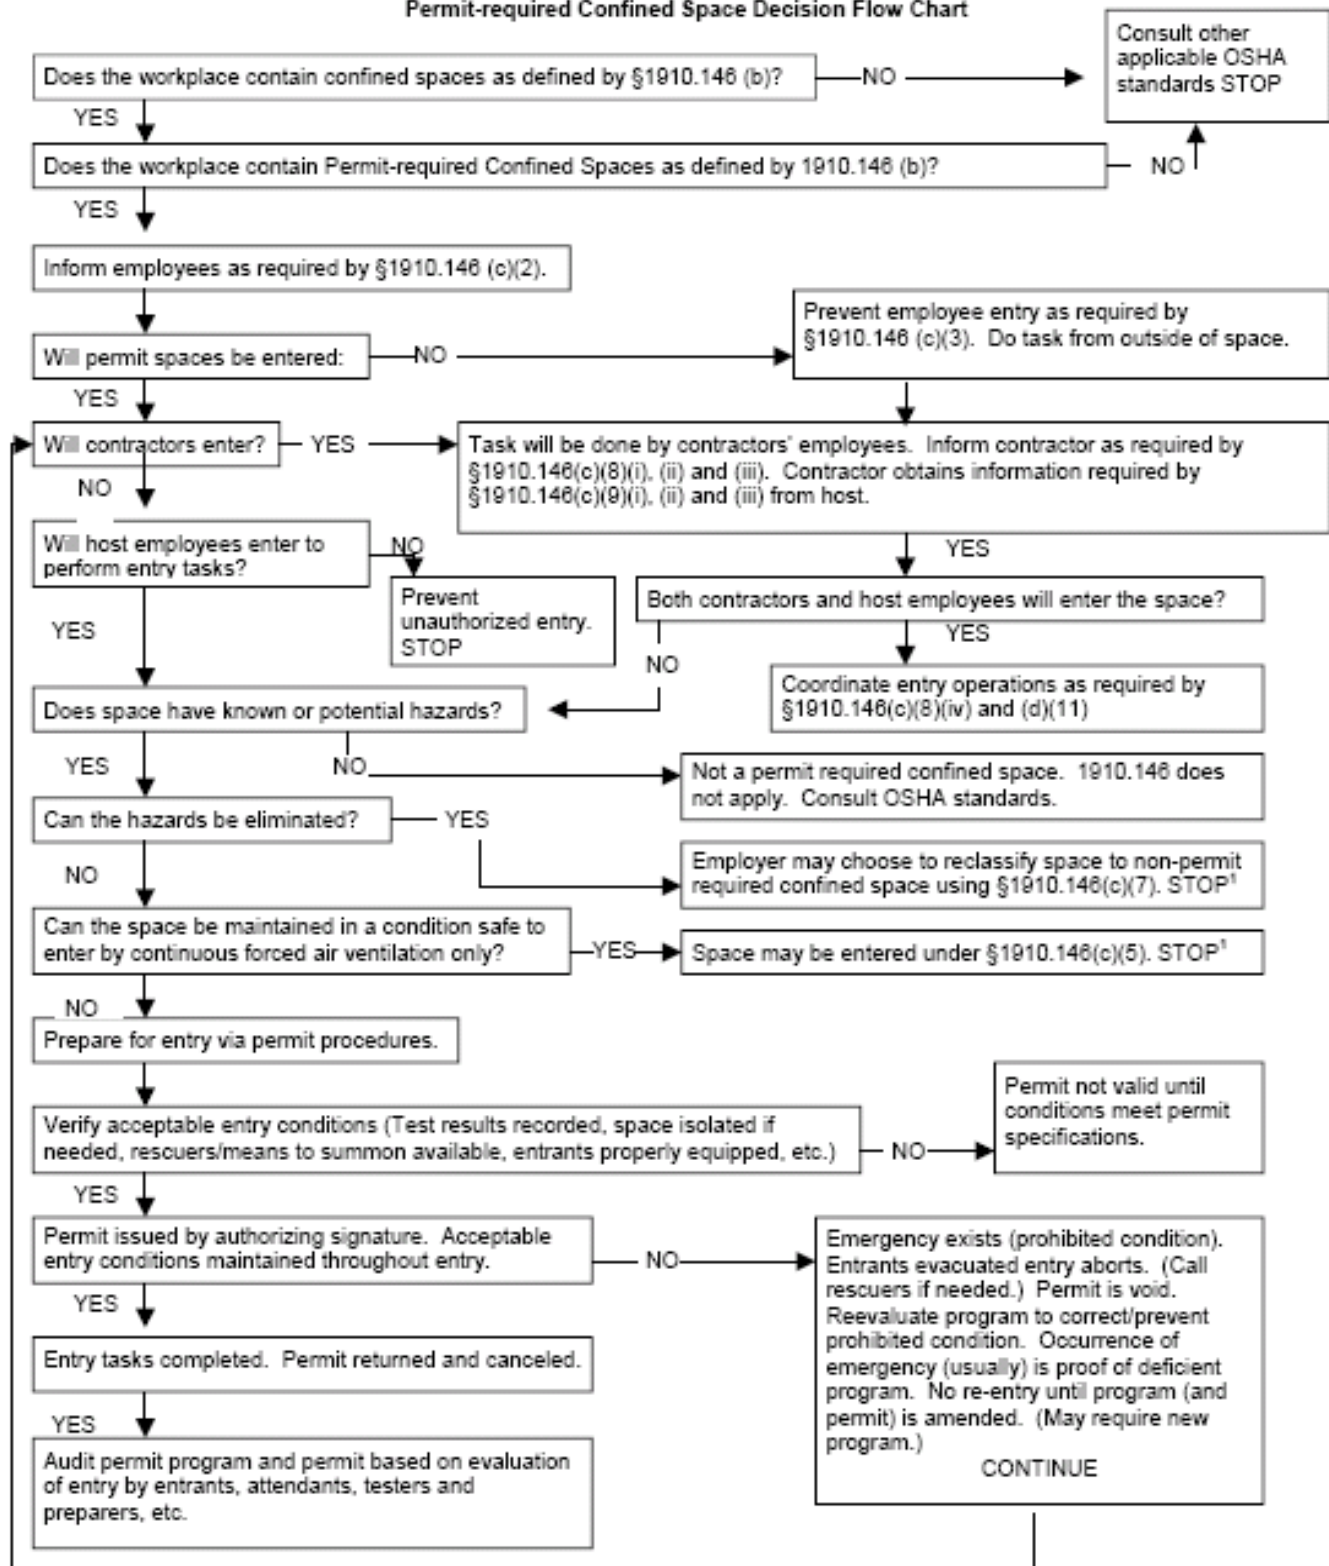 Permit-required Confined Space Decision Flow Chart
Consult other
applicable OSHA
standards STOP
Does the workplace contain confined spaces as defined by §1910.146 (b)?
NO
YES
Does the workplace contain Permit-required Confined Spaces as defined by 1910.146 (b)?
NO
YES
Inform employees as required by §1910.146 (c)(2).
Prevent employee entry as required by
§1910.146 (c)(3). Do task from outside of space.
Will permit spaces be entered:
NO
YES
Will contractors enter?
YES
Task will be done by contractors' employees. Inform contractor as required by
§1910.146(c)(8)(i), (ii) and (iii). Contractor obtains information required by
§1910.146(c)(9)(i), (ii) and (iii) from host.
NO
Will host employees enter to
perform entry tasks?
NO
YES
Prevent
unauthorized entry.
STOP
Both contractors and host employees will enter the space?
YES
YES
NO
Coordinate entry operations as required by
§1910.146(c)(8)(iv) and (d)(11)
Does space have known or potential hazards?
YES
NO
Not a permit required confined space. 1910.146 does
not apply. Consult OSHA standards.
Can the hazards be eliminated?
YES
Employer may choose to reclassify space to non-permit
required confined space using §1910.146(c)(7). STOP¹
NO
Can the space be maintained in a condition safe to
enter by continuous forced air ventilation only?
YES
Space may be entered under §1910.146(c)(5). STOP¹
NO
Prepare for entry via permit procedures.
Verify acceptable entry conditions (Test results recorded, space isolated if
needed, rescuers/means to summon available, entrants properly equipped, etc.)
NO
Permit not valid until
conditions meet permit
specifications.
YES
Permit issued by authorizing signature. Acceptable
entry conditions maintained throughout entry.
NO
Emergency exists (prohibited condition).
Entrants evacuated entry aborts. (Call
rescuers if needed.) Permit is void.
Reevaluate program to correct/prevent
prohibited condition. Occurrence of
emergency (usually) is proof of deficient
program. No re-entry until program (and
permit) is amended. (May require new
program.)
CONTINUE
YES
Entry tasks completed. Permit returned and canceled.
YES
Audit permit program and permit based on evaluation
of entry by entrants, attendants, testers and
preparers, etc.